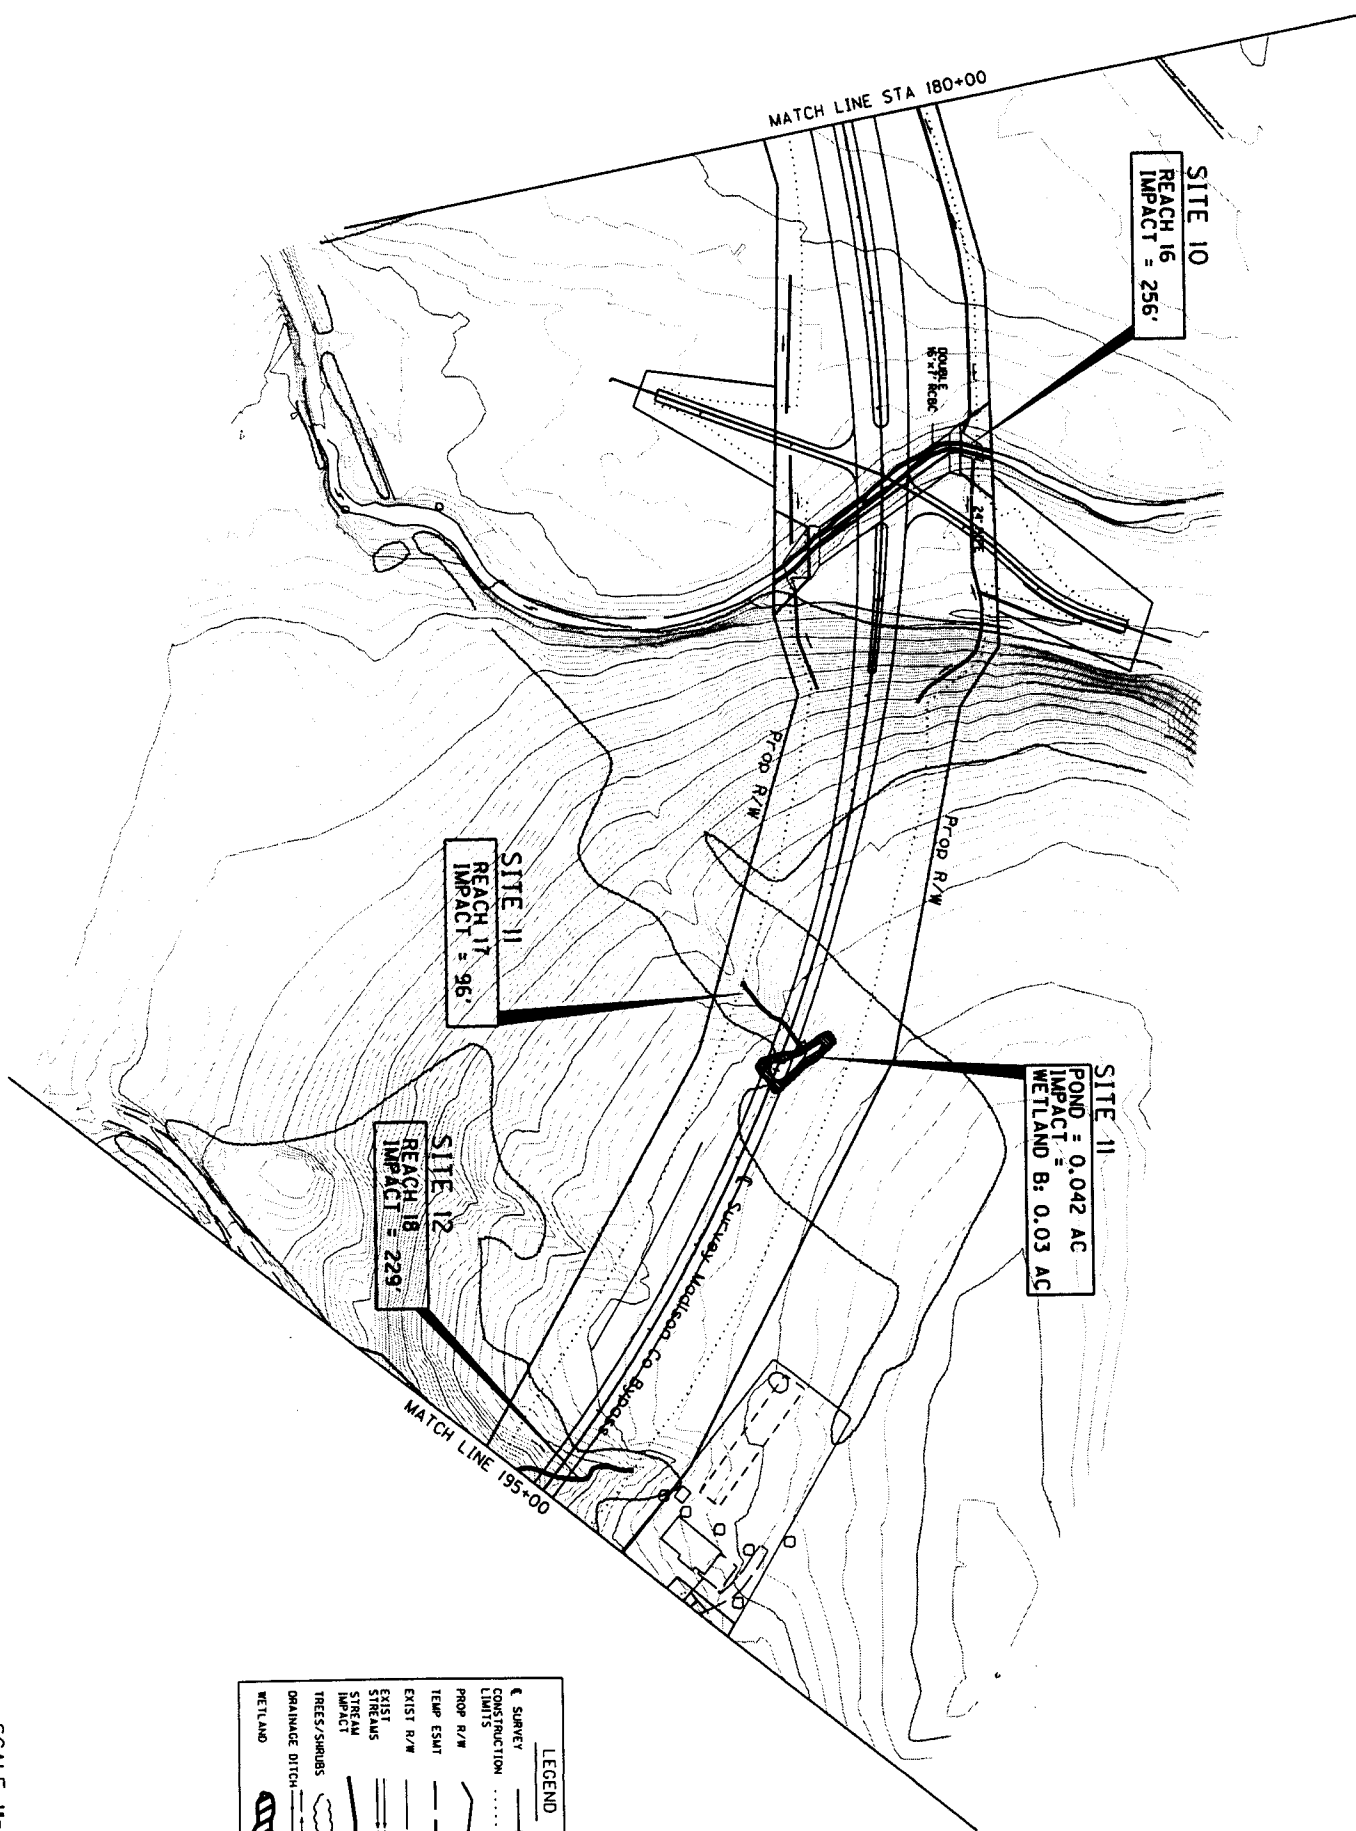 MATCH LINE STA 180+00
SITE 10
REACH 16
IMPACT = 256'
DOUBLE
24" PIPE
Prop R/W
Prop R/W
SITE 11
REACH 17
IMPACT = 96'
SITE 11
POND = 0.042 AC
IMPACT =
WETLAND B: 0.03 AC
SITE 12
REACH 18
IMPACT = 229'
℄ Survey Madison Co Bypass
MATCH LINE 195+00
LEGEND
℄ SURVEY
CONSTRUCTION
LIMITS
PROP R/W
TEMP ESMT
EXIST R/W
EXIST
STREAMS
STREAM
IMPACT
TREES/SHRUBS
DRAINAGE DITCH
WETLAND